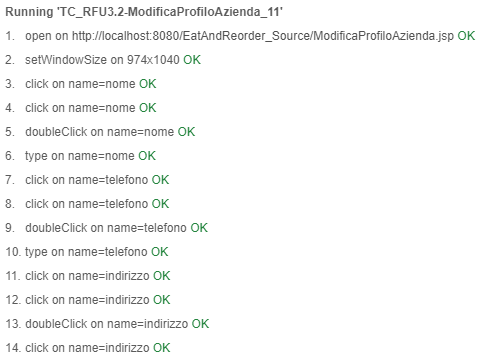 Running 'TC_RFU3.2-ModificaProfiloAzienda_11'
1. open on http://localhost:8080/EatAndReorder_Source/ModificaProfiloAzienda.jsp OK
2. setWindowSize on 974x1040 OK
3. click on name=nome OK
4. click on name=nome OK
5. doubleClick on name=nome OK
6. type on name=nome OK
7. click on name=telefono OK
8. click on name=telefono OK
9. doubleClick on name=telefono OK
10. type on name=telefono OK
11. click on name=indirizzo OK
12. click on name=indirizzo OK
13. doubleClick on name=indirizzo OK
14. click on name=indirizzo OK